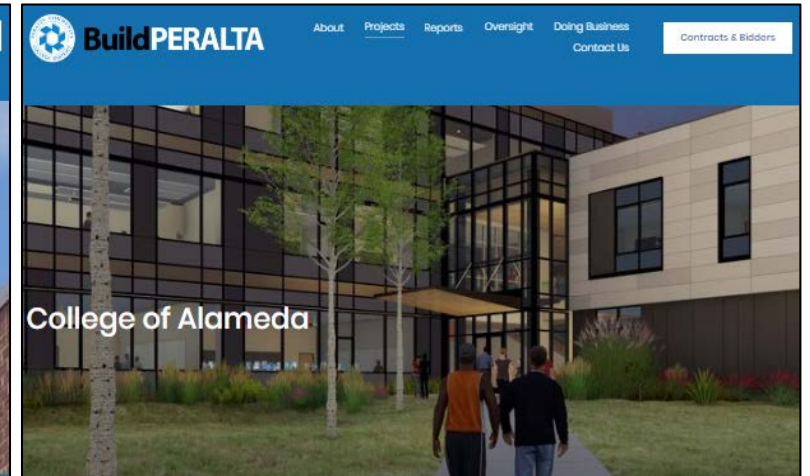 BuildPERALTA
About Projects Reports Oversight Doing Business
Contact Us
Contracts & Bidders
College of Alameda